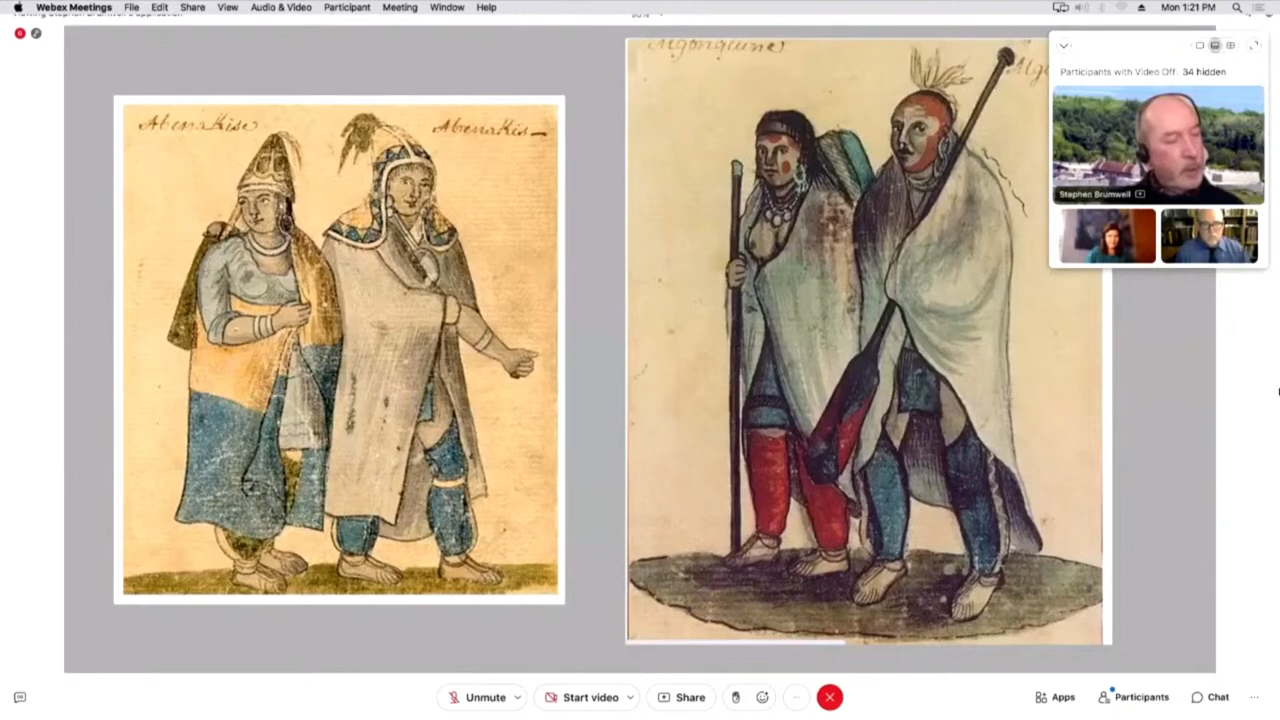 Webex Meetings File Edit Share View Audio & Video Participant Meeting Window Help
Mon 1:21 PM
Abenakise
Abenakis
Algonquine
Participants with Video Off: 34 hidden
Stephen Brumwell
Unmute
Start video
Share
Apps
Participants
Chat